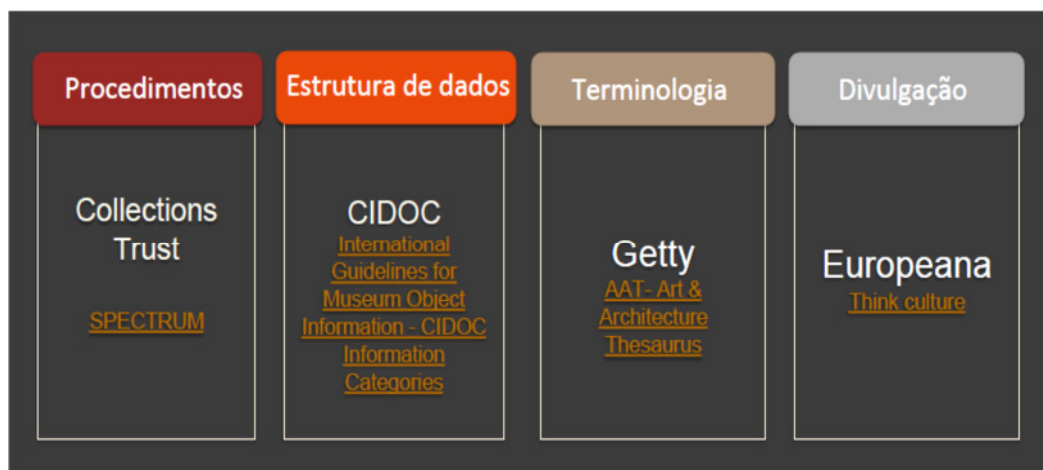 Procedimentos
Collections
Trust
SPECTRUM
Estrutura de dados
CIDOC
International
Guidelines for
Museum Object
Information - CIDOC
Information
Categories
Terminologia
Getty
AAT- Art &
Architecture
Thesaurus
Divulgação
Europeana
Think culture